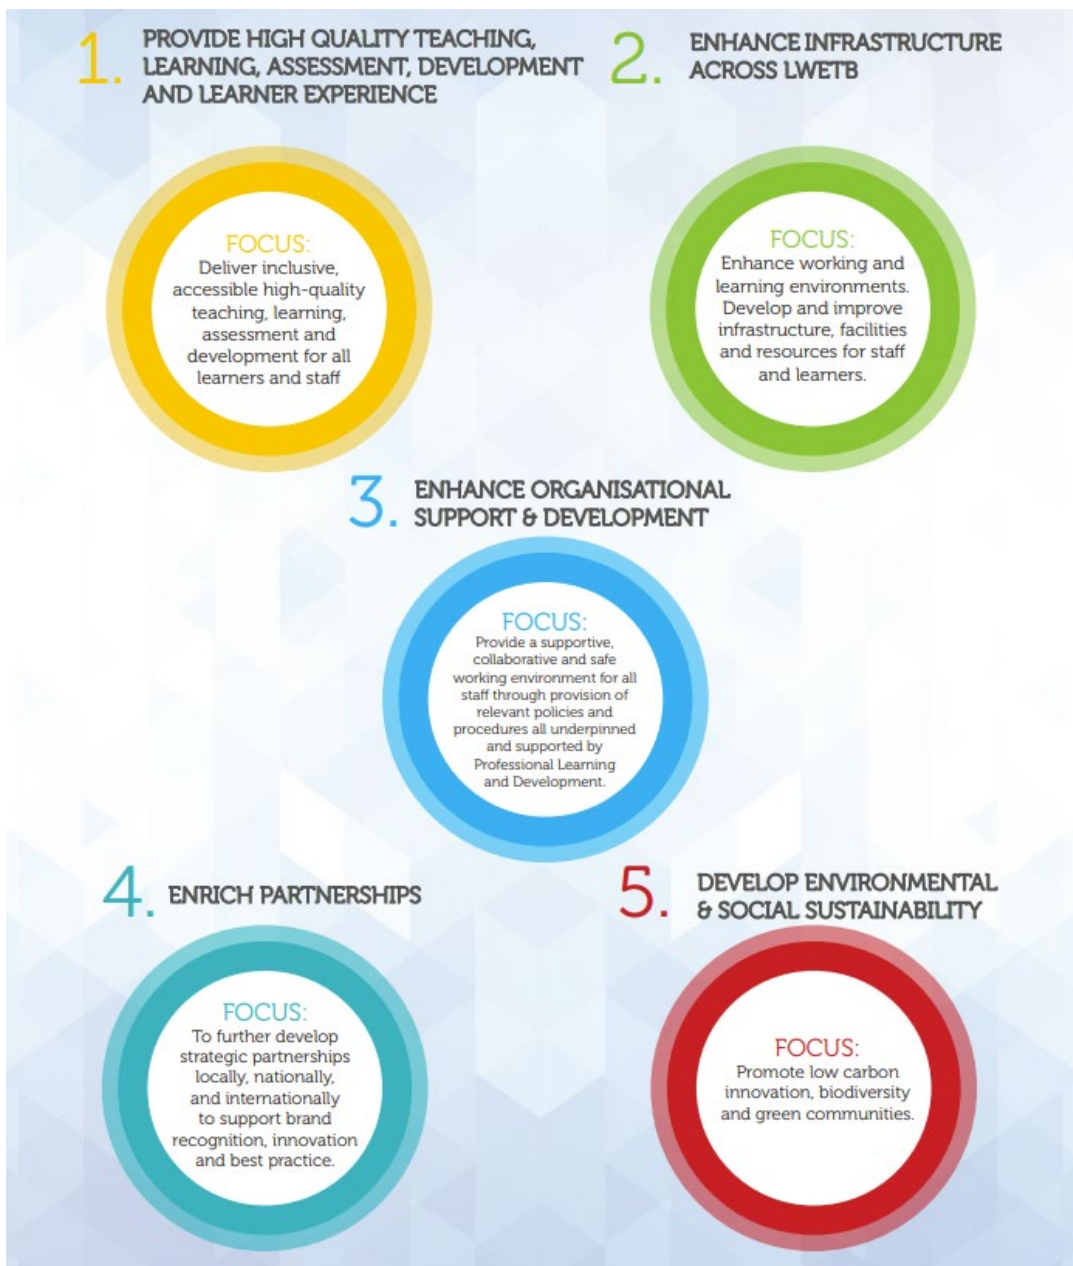 1. PROVIDE HIGH QUALITY TEACHING,
LEARNING, ASSESSMENT, DEVELOPMENT
AND LEARNER EXPERIENCE
FOCUS:
Deliver inclusive,
accessible high-quality
teaching, learning,
assessment and
development for all
learners and staff
2. ENHANCE INFRASTRUCTURE
ACROSS LWETB
FOCUS:
Enhance working and
learning environments.
Develop and improve
infrastructure, facilities
and resources for staff
and learners.
3. ENHANCE ORGANISATIONAL
SUPPORT & DEVELOPMENT
FOCUS:
Provide a supportive,
collaborative and safe
working environment for all
staff through provision of
relevant policies and
procedures all underpinned
and supported by
Professional Learning
and Development.
4. ENRICH PARTNERSHIPS
FOCUS:
To further develop
strategic partnerships
locally, nationally,
and internationally
to support brand
recognition, innovation
and best practice.
5. DEVELOP ENVIRONMENTAL
& SOCIAL SUSTAINABILITY
FOCUS:
Promote low carbon
innovation, biodiversity
and green communities.